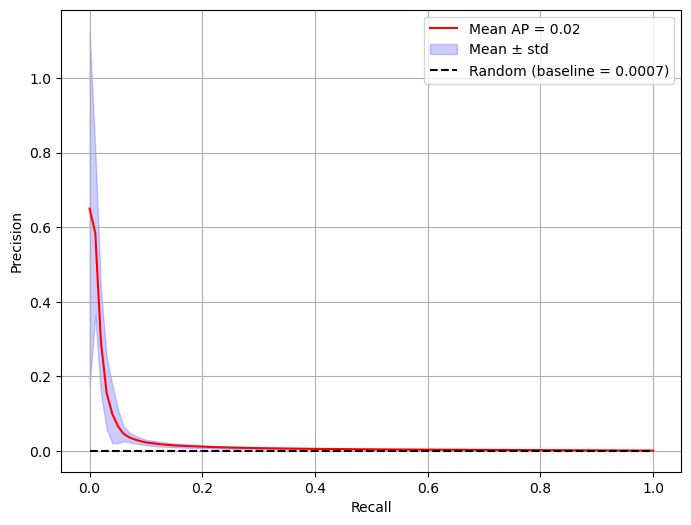 Mean AP = 0.02
Mean ± std
Random (baseline = 0.0007)
Precision
1.0
0.8
0.6
0.4
0.2
0.0
0.0 0.2 0.4 0.6 0.8 1.0
Recall